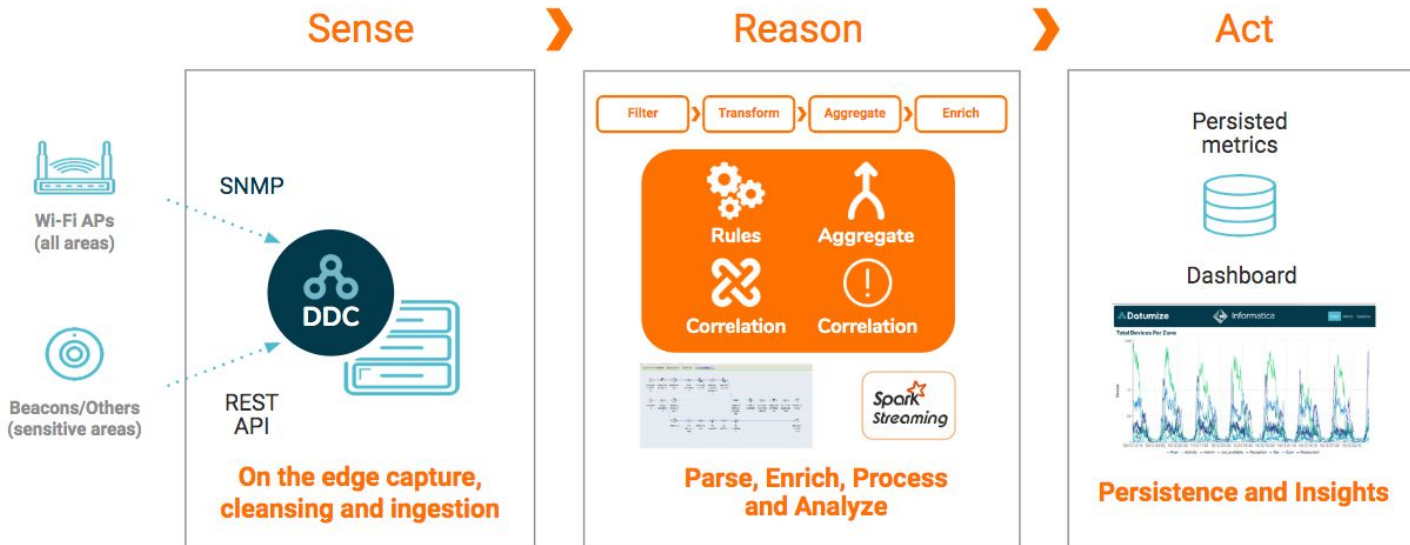 Sense
Reason
Act
Wi-Fi APs
(all areas)
Beacons/Others
(sensitive areas)
SNMP
DDC
REST
API
On the edge capture,
cleansing and ingestion
Filter
Transform
Aggregate
Enrich
Rules
Aggregate
Correlation
Correlation
Spark
Streaming
Parse, Enrich, Process
and Analyze
Persisted
metrics
Dashboard
Datumize
Informatica
Total Devices Per Zone
Persistence and Insights